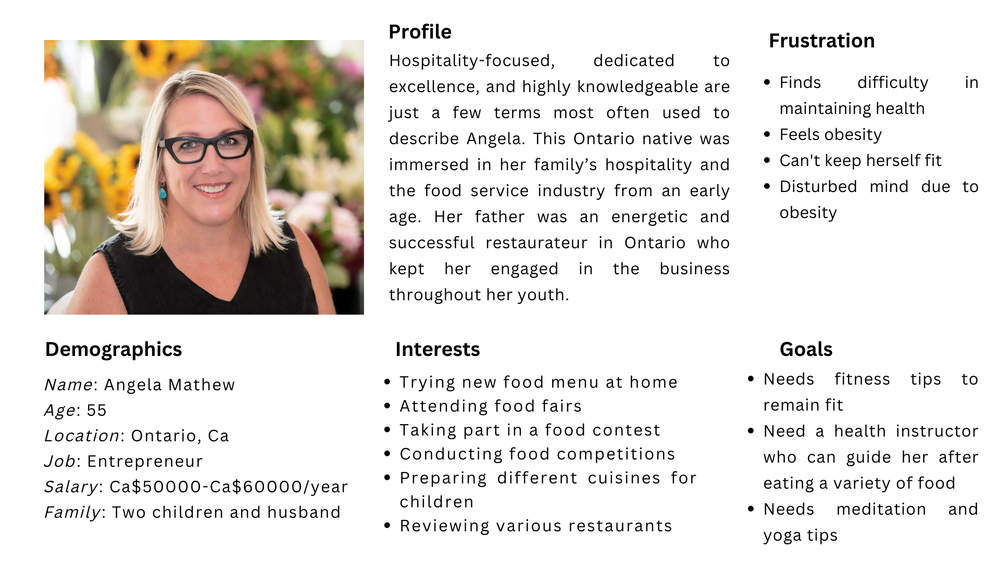 Profile
Hospitality-focused, dedicated to
excellence, and highly knowledgeable are
just a few terms most often used to
describe Angela. This Ontario native was
immersed in her family’s hospitality and
the food service industry from an early
age. Her father was an energetic and
successful restaurateur in Ontario who
kept her engaged in the business
throughout her youth.
Frustration
• Finds difficulty in
maintaining health
• Feels obesity
• Can't keep herself fit
• Disturbed mind due to
obesity
Demographics
Name: Angela Mathew
Age: 55
Location: Ontario, Ca
Job: Entrepreneur
Salary: Ca$50000-Ca$60000/year
Family: Two children and husband
Interests
• Trying new food menu at home
• Attending food fairs
• Taking part in a food contest
• Conducting food competitions
• Preparing different cuisines for
children
• Reviewing various restaurants
Goals
• Needs fitness tips to
remain fit
• Need a health instructor
who can guide her after
eating a variety of food
• Needs meditation and
yoga tips